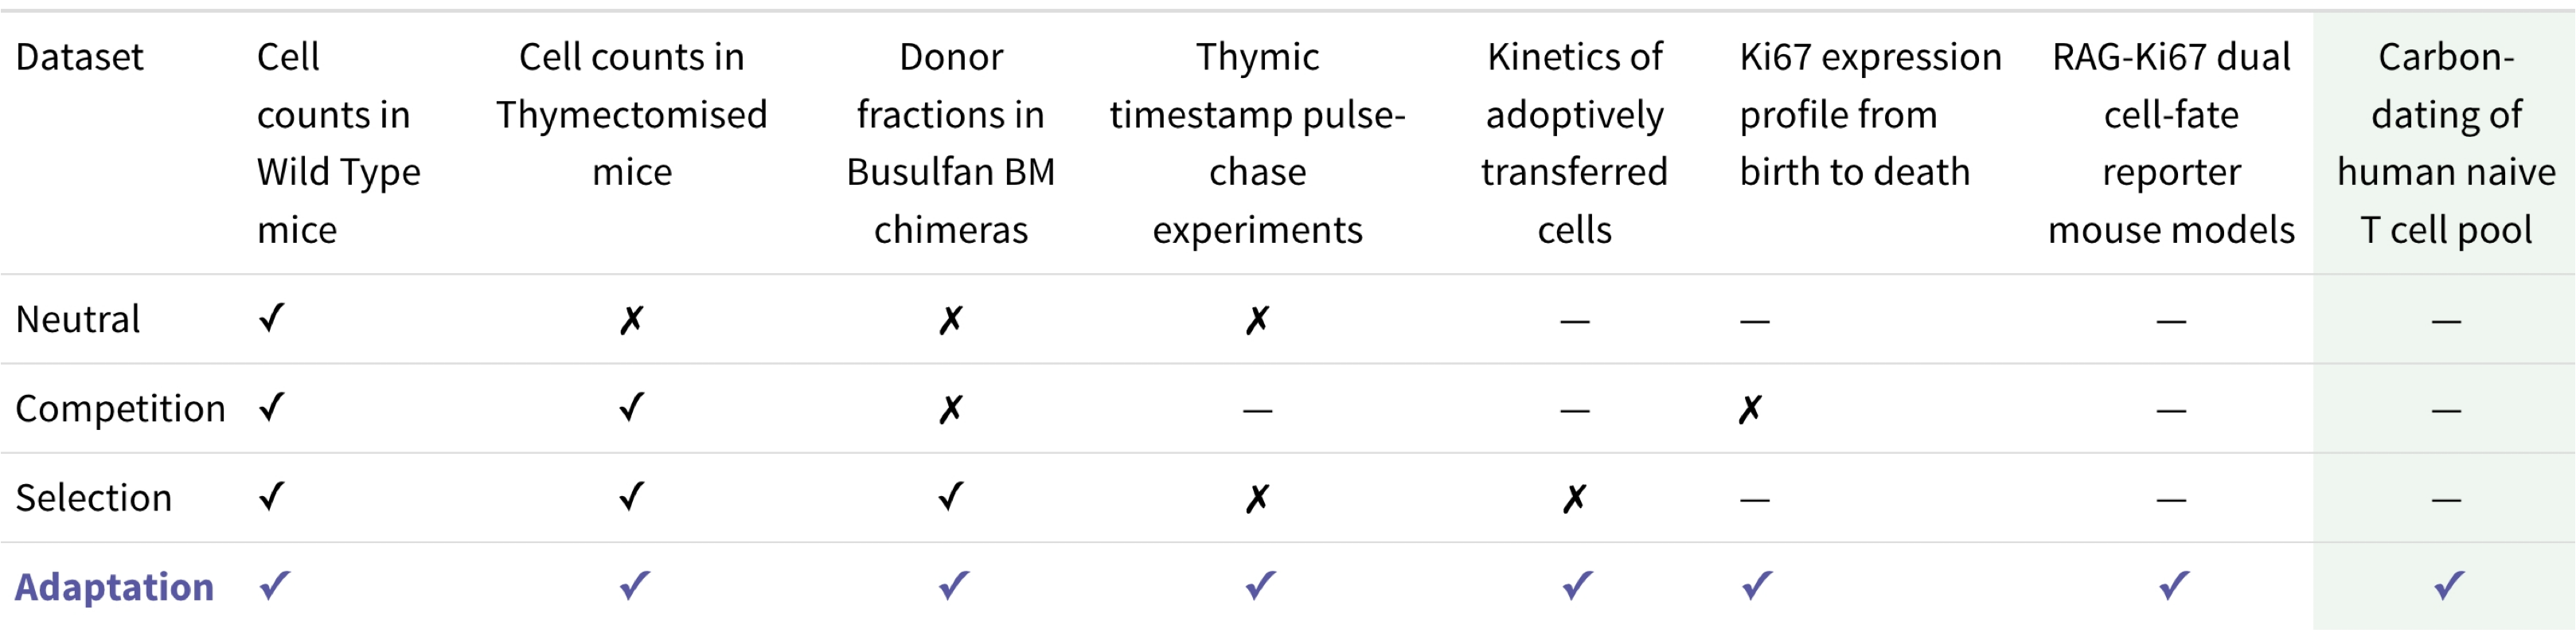 Dataset
Cell
counts in
Wild Type
mice
Cell counts in
Thymectomised
mice
Donor
fractions in
Busulfan BM
chimeras
Thymic
timestamp pulse-
chase
experiments
Kinetics of
adoptively
transferred
cells
Ki67 expression
profile from
birth to death
RAG-Ki67 dual
cell-fate
reporter
mouse models
Carbon-
dating of
human naive
T cell pool
Neutral ✓ ✗ ✗ ✗ — — — —
Competition ✓ ✓ ✗ — — ✗ — —
Selection ✓ ✓ ✓ ✗ ✗ — — —
Adaptation ✓ ✓ ✓ ✓ ✓ ✓ ✓ ✓